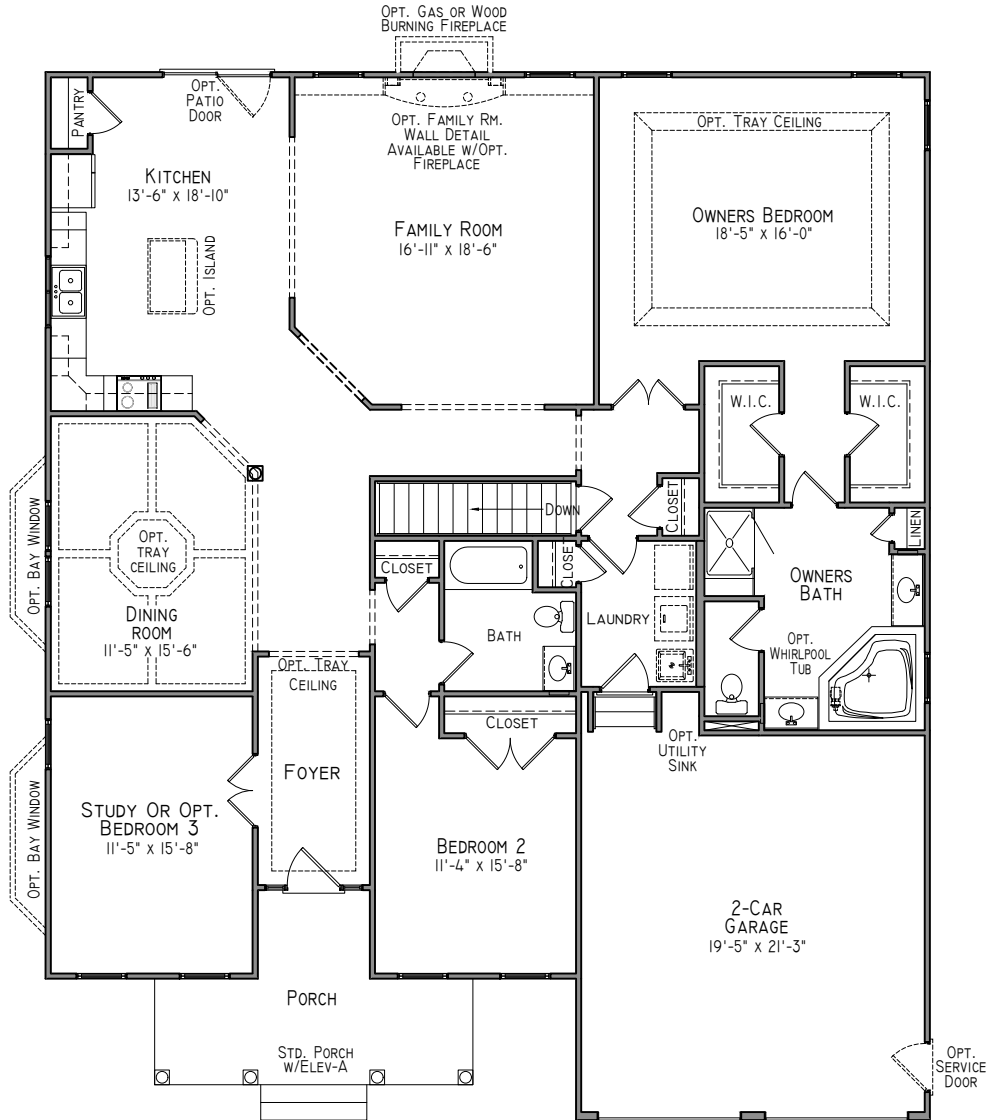 OPT. GAS OR WOOD
BURNING FIREPLACE
OPT.
PATIO
DOOR
PANTRY
OPT. FAMILY RM.
WALL DETAIL
AVAILABLE W/OPT.
FIREPLACE
OPT. TRAY CEILING
KITCHEN
13'-6" X 18'-10"
FAMILY ROOM
16'-11" X 18'-6"
OWNERS BEDROOM
18'-5" X 16'-0"
OPT. ISLAND
W.I.C.
W.I.C.
OPT. BAY WINDOW
OPT.
TRAY
CEILING
DINING
ROOM
11'-5" X 15'-6"
DOWN
CLOSET
LINEN
CLOSET
CLOSET
BATH
LAUNDRY
OWNERS
BATH
OPT.
WHIRLPOOL
TUB
OPT. TRAY
CEILING
CLOSET
OPT.
UTILITY
SINK
FOYER
OPT. BAY WINDOW
STUDY OR OPT.
BEDROOM 3
11'-5" X 15'-8"
BEDROOM 2
11'-4" X 15'-8"
2-CAR
GARAGE
19'-5" X 21'-3"
PORCH
STD. PORCH
W/ELEV-A
OPT.
SERVICE
DOOR